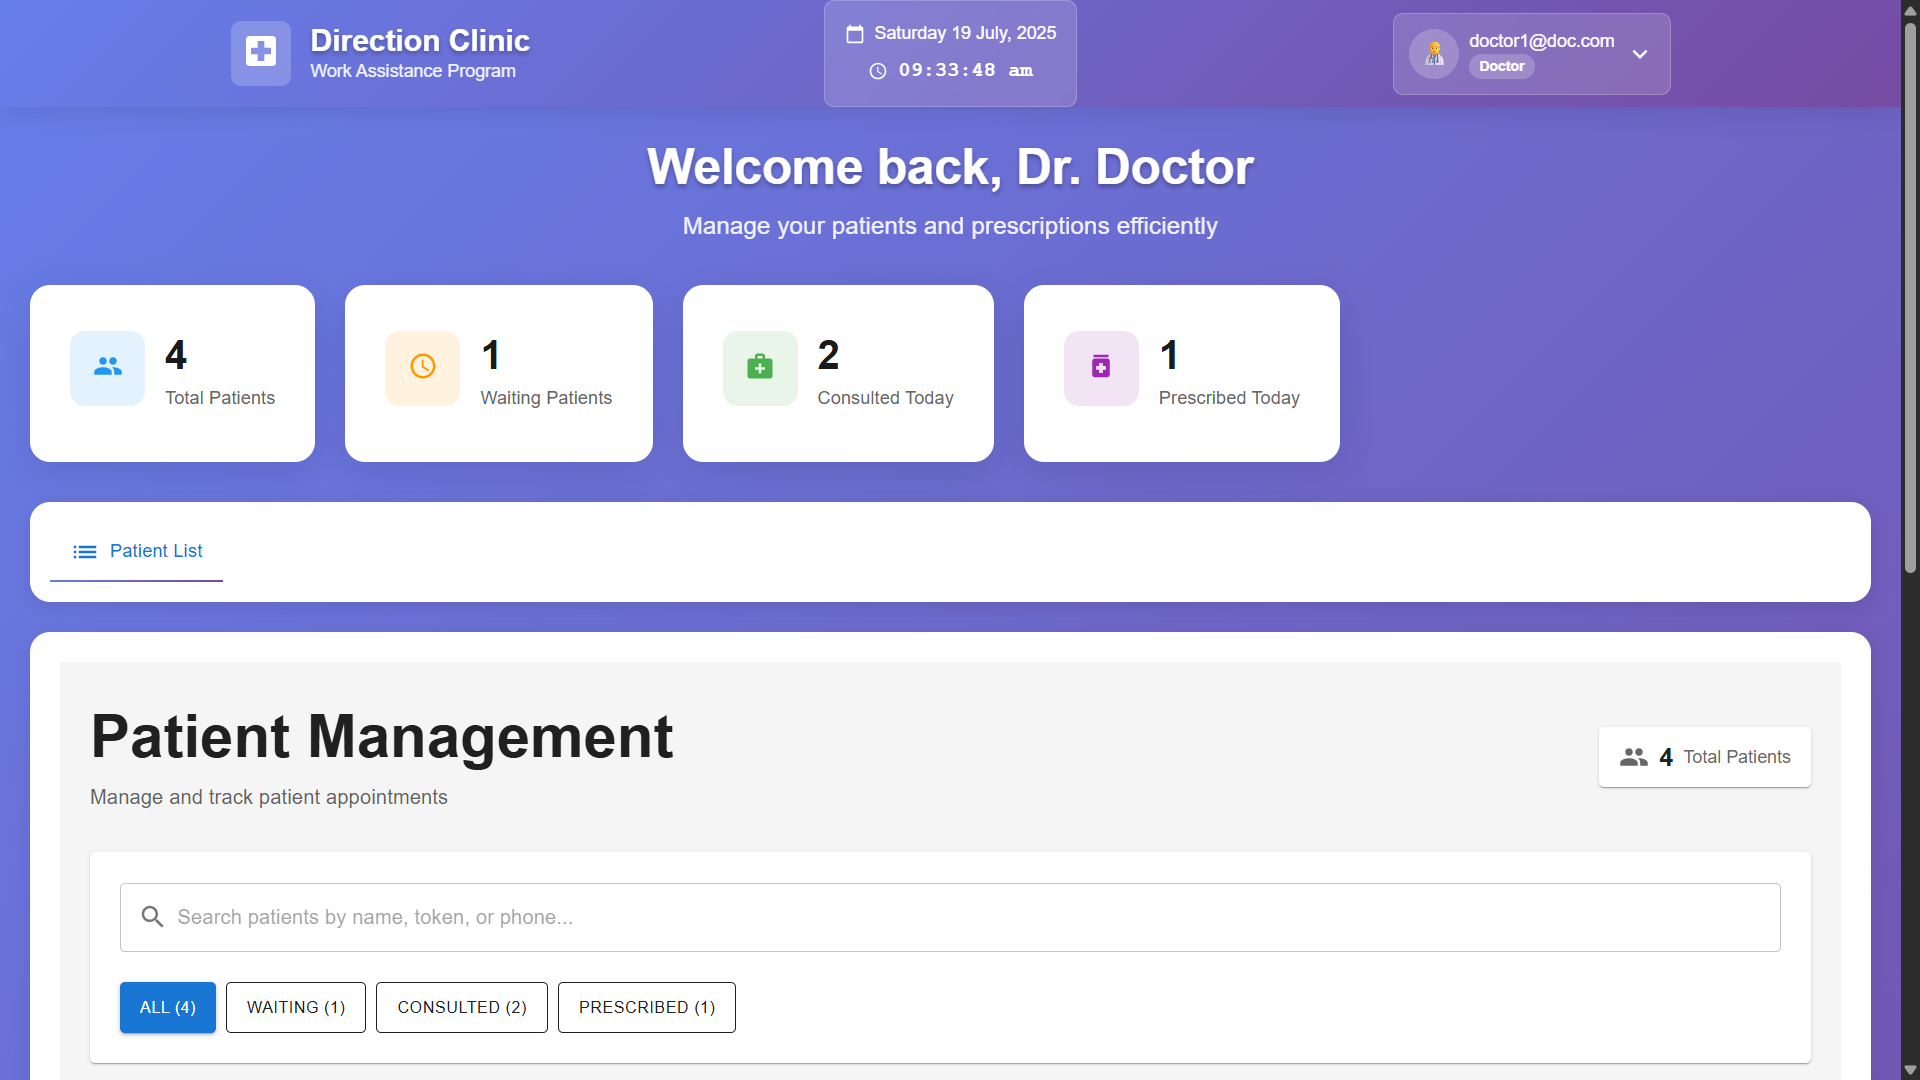 Direction Clinic
Work Assistance Program
Saturday 19 July, 2025
09:33:48 am
doctor1@doc.com
Doctor
Welcome back, Dr. Doctor
Manage your patients and prescriptions efficiently
4
Total Patients
1
Waiting Patients
2
Consulted Today
1
Prescribed Today
Patient List
Patient Management
Manage and track patient appointments
4 Total Patients
Search patients by name, token, or phone...
ALL (4)
WAITING (1)
CONSULTED (2)
PRESCRIBED (1)